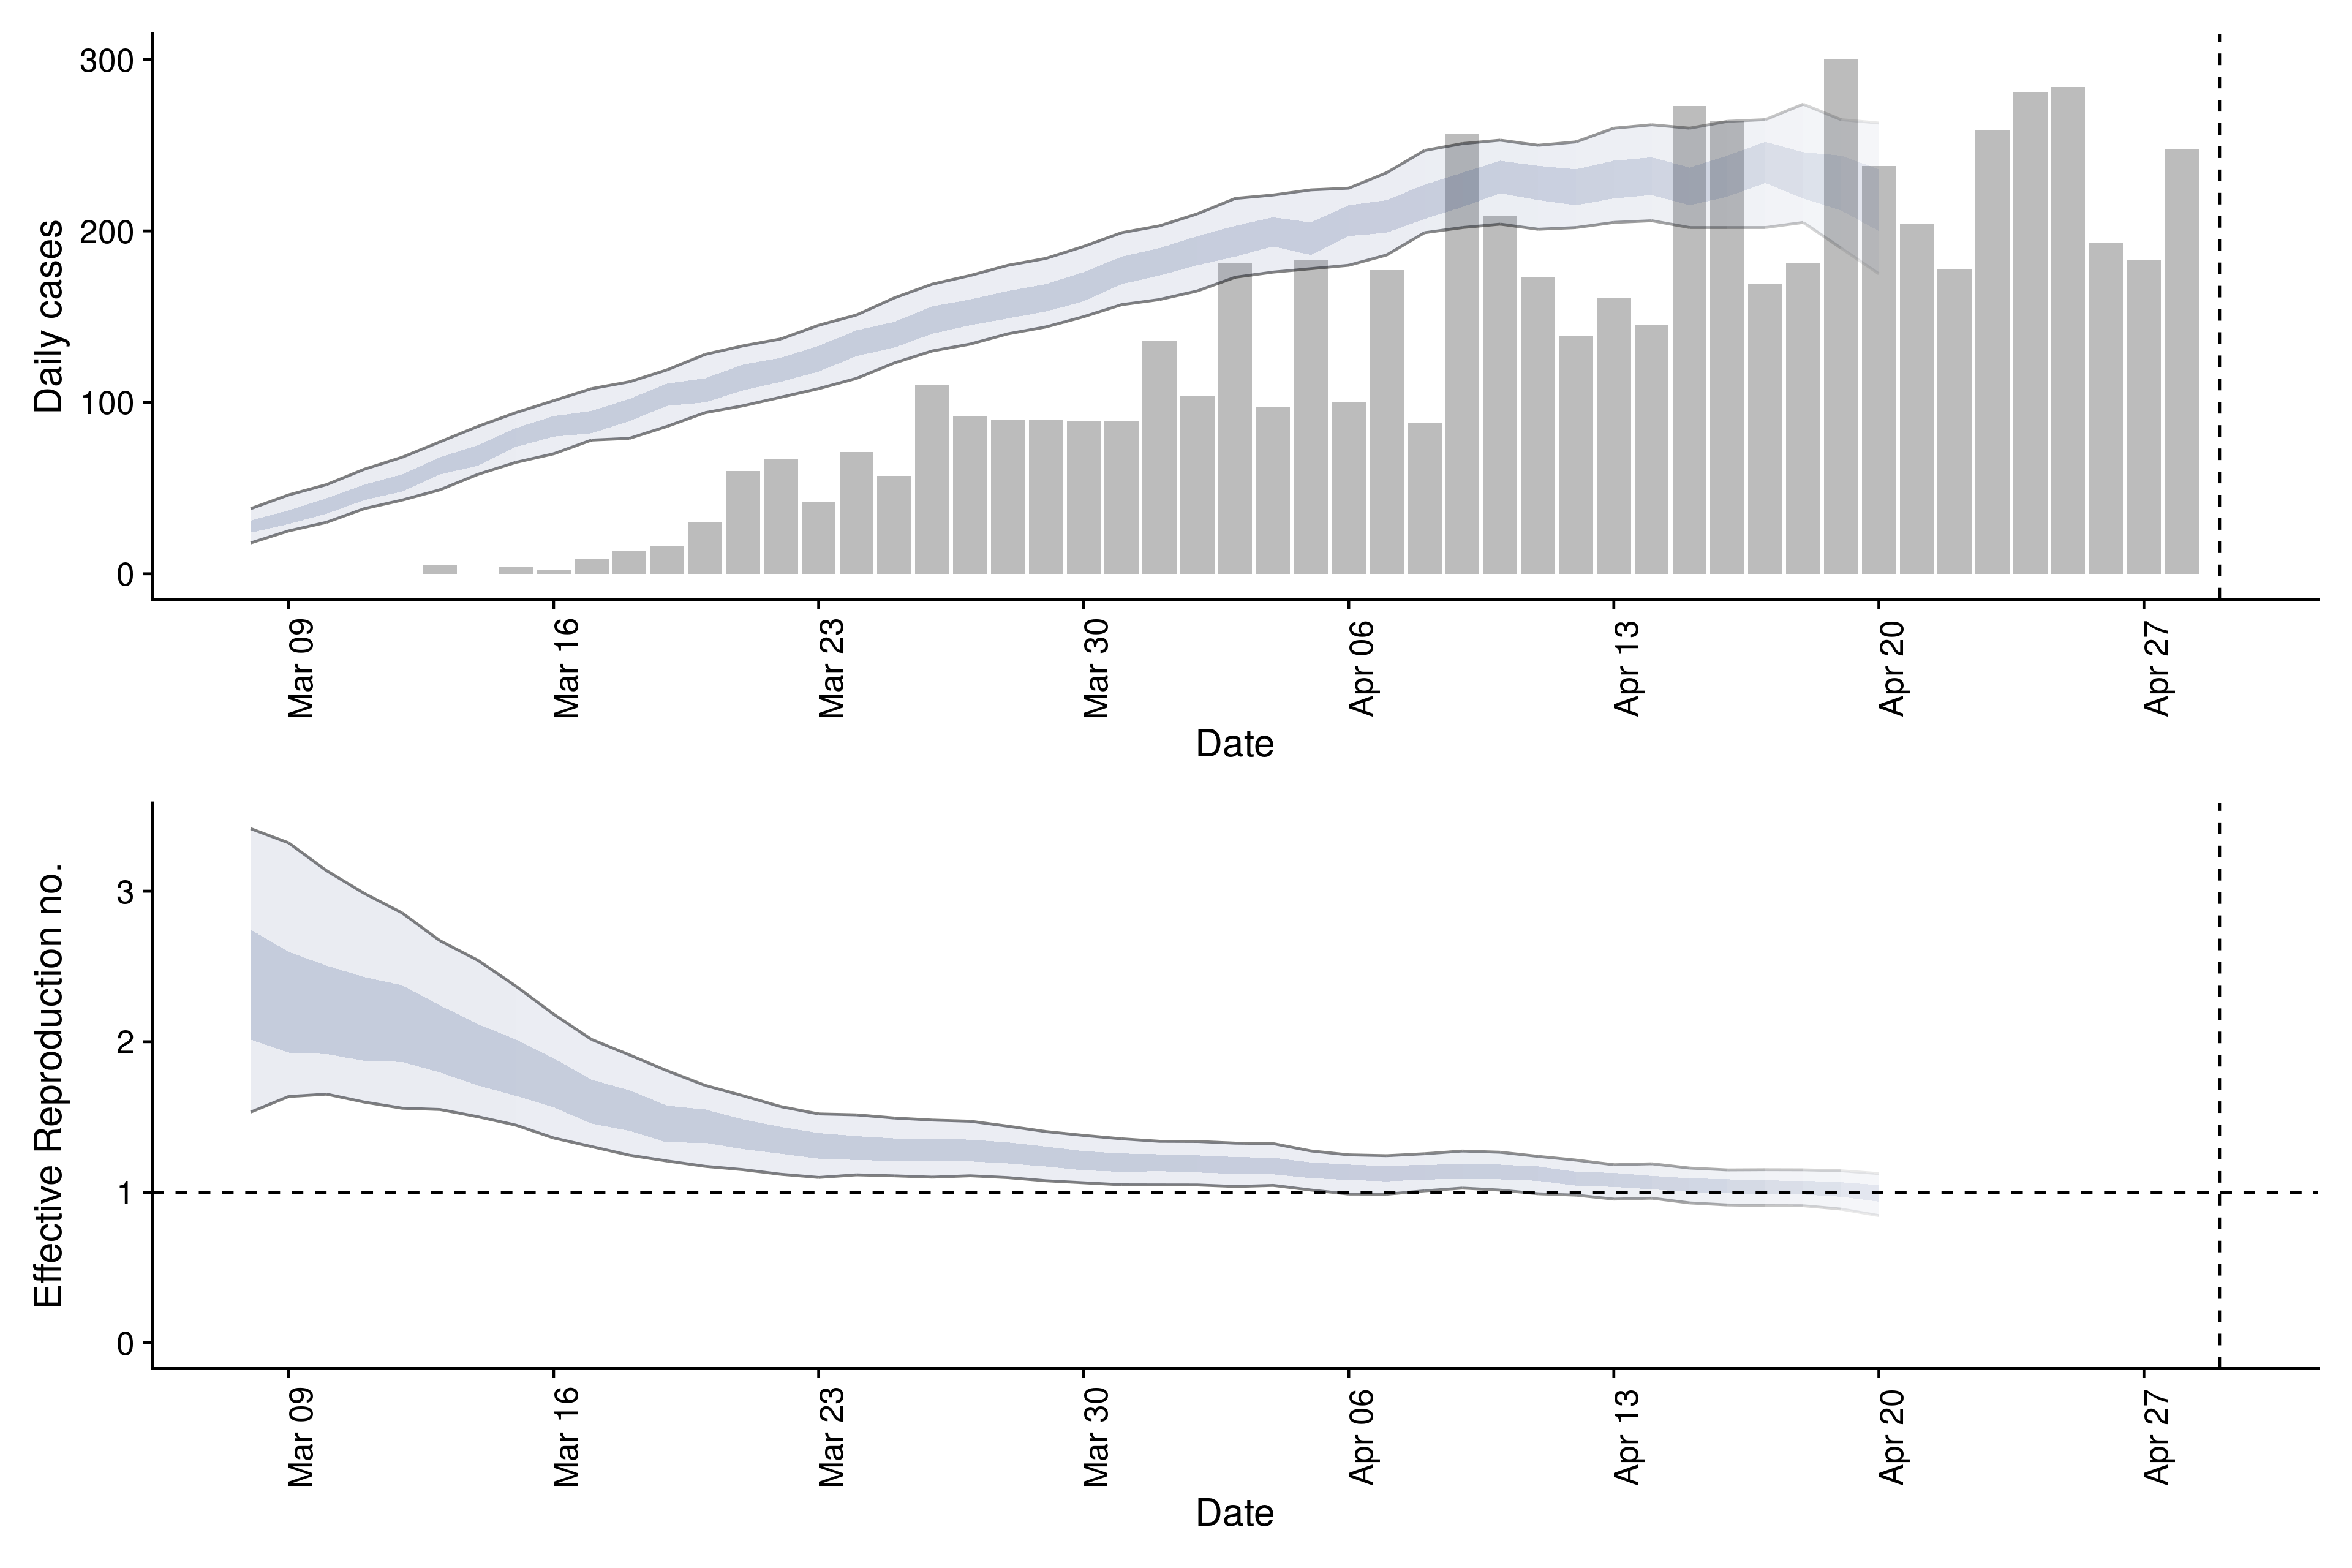 Daily cases
300
200
100
0
Mar 09
Mar 16
Mar 23
Mar 30
Apr 06
Apr 13
Apr 20
Apr 27
Date
Effective Reproduction no.
3
2
1
0
Mar 09
Mar 16
Mar 23
Mar 30
Apr 06
Apr 13
Apr 20
Apr 27
Date